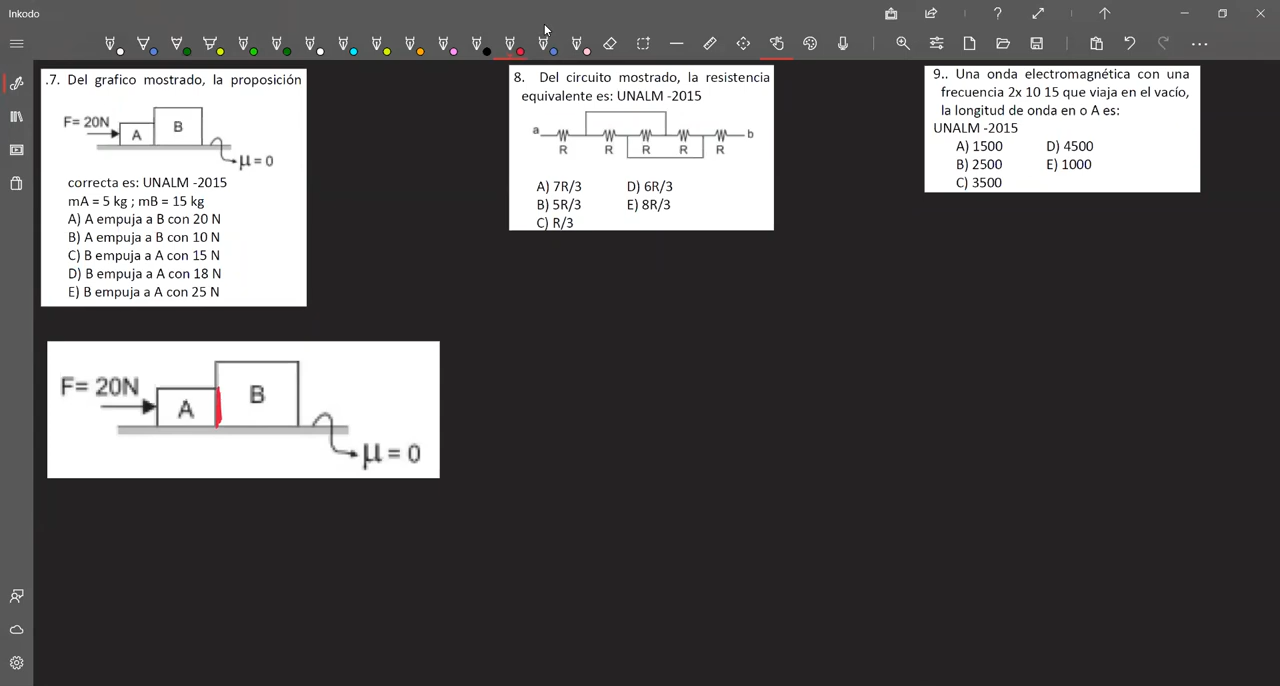 Inkodo
.7. Del grafico mostrado, la proposición
F= 20N
A
B
μ = 0
correcta es: UNALM -2015
mA = 5 kg ; mB = 15 kg
A) A empuja a B con 20 N
B) A empuja a B con 10 N
C) B empuja a A con 15 N
D) B empuja a A con 18 N
E) B empuja a A con 25 N
F= 20N
A
B
μ = 0
8. Del circuito mostrado, la resistencia
equivalente es: UNALM -2015
a
b
R R R R R
A) 7R/3 D) 6R/3
B) 5R/3 E) 8R/3
C) R/3
9.. Una onda electromagnética con una
frecuencia 2x 10 15 que viaja en el vacío,
la longitud de onda en o A es:
UNALM -2015
A) 1500 D) 4500
B) 2500 E) 1000
C) 3500